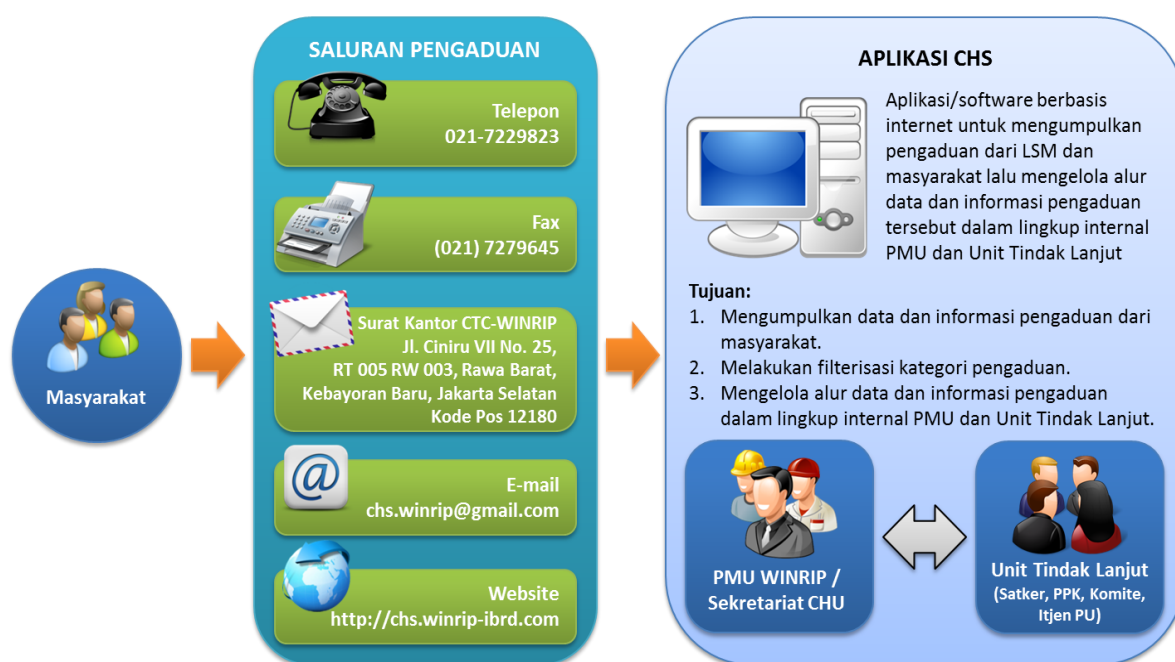 Masyarakat
SALURAN PENGADUAN
Telepon
021-7229823
Fax
(021) 7279645
Surat Kantor CTC-WINRIP
Jl. Ciniru VII No. 25,
RT 005 RW 003, Rawa Barat,
Kebayoran Baru, Jakarta Selatan
Kode Pos 12180
@
E-mail
chs.winrip@gmail.com
Website
http://chs.winrip-ibrd.com
APLIKASI CHS
Aplikasi/software berbasis
internet untuk mengumpulkan
pengaduan dari LSM dan
masyarakat lalu mengelola alur
data dan informasi pengaduan
tersebut dalam lingkup internal
PMU dan Unit Tindak Lanjut
Tujuan:
1. Mengumpulkan data dan informasi pengaduan dari
masyarakat.
2. Melakukan filterisasi kategori pengaduan.
3. Mengelola alur data dan informasi pengaduan
dalam lingkup internal PMU dan Unit Tindak Lanjut.
PMU WINRIP /
Sekretariat CHU
Unit Tindak Lanjut
(Satker, PPK, Komite,
Itjen PU)